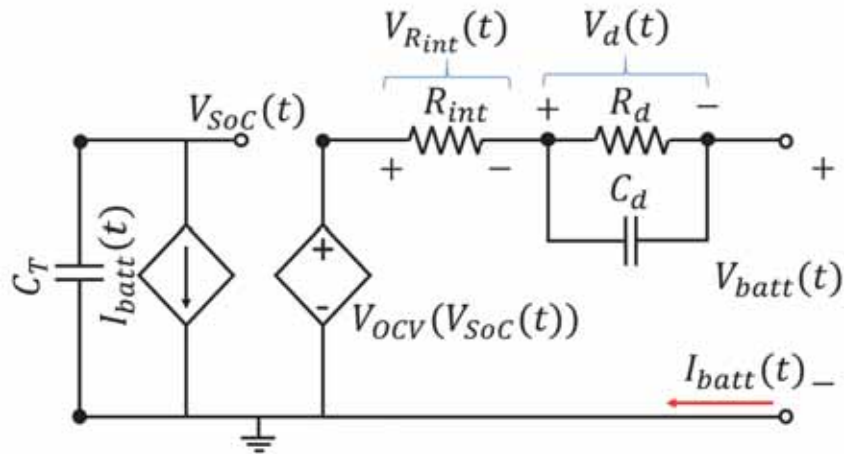 V_{R_{int}}(t) V_d(t)
+ R_{int} − + R_d −
V_{SoC}(t)
C_d
+
C_T I_{batt}(t) + - V_{OCV}(V_{SoC}(t)) V_{batt}(t)
I_{batt}(t) −